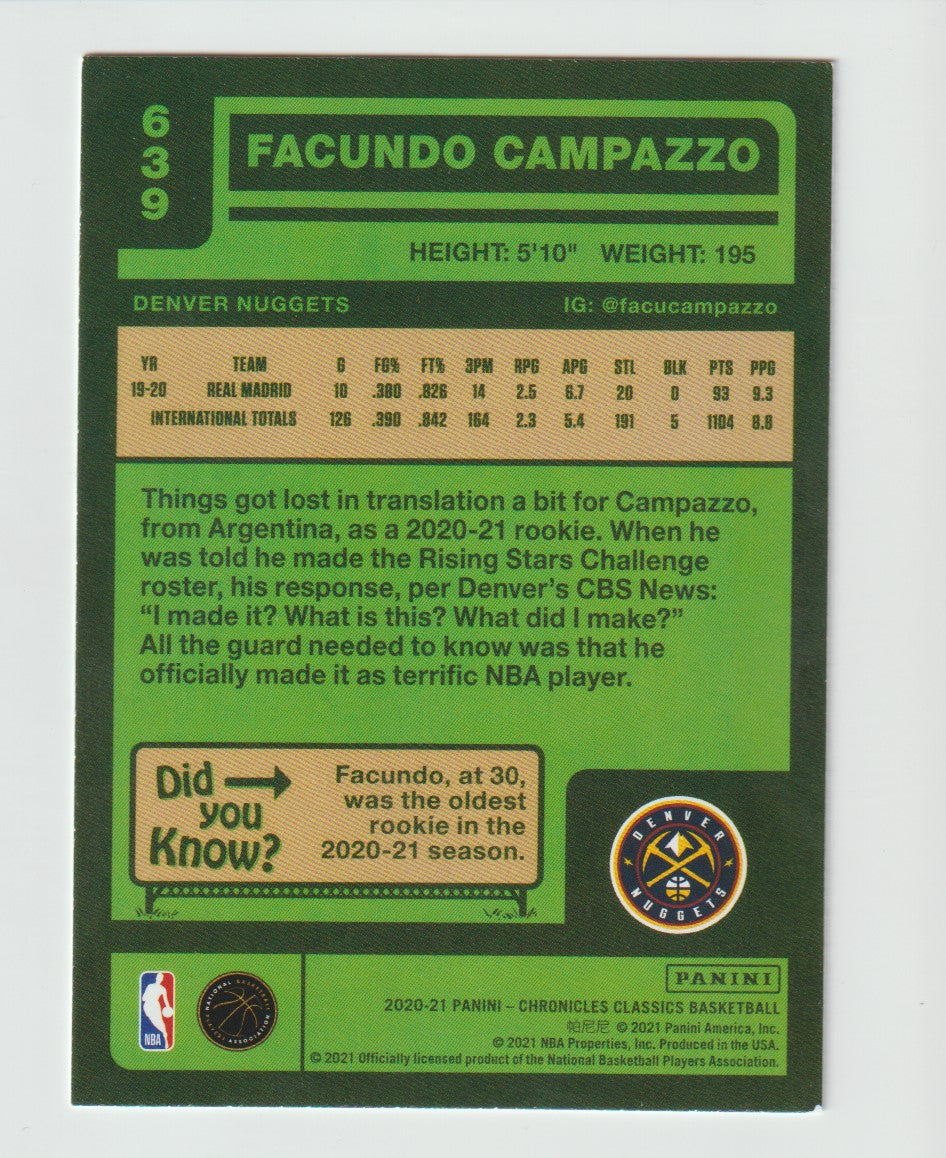 639
FACUNDO CAMPAZZO
HEIGHT: 5'10" WEIGHT: 195
DENVER NUGGETS IG: @facucampazzo
YR TEAM G FG% FT% 3PM RPG APG STL BLK PTS PPG
19-20 REAL MADRID 10 .380 .826 14 2.5 6.7 20 0 93 9.3
INTERNATIONAL TOTALS 126 .390 .842 164 2.3 5.4 191 5 1104 8.8
Things got lost in translation a bit for Campazzo,
from Argentina, as a 2020-21 rookie. When he
was told he made the Rising Stars Challenge
roster, his response, per Denver's CBS News:
“I made it? What is this? What did I make?”
All the guard needed to know was that he
officially made it as terrific NBA player.
Did
you
Know?
Facundo, at 30,
was the oldest
rookie in the
2020-21 season.
DENVER
NUGGETS
NBA
NATIONAL BASKETBALL
PLAYERS ASSOCIATION
PANINI
2020-21 PANINI – CHRONICLES CLASSICS BASKETBALL
帕尼尼 © 2021 Panini America, Inc.
© 2021 NBA Properties, Inc. Produced in the USA.
© 2021 Officially licensed product of the National Basketball Players Association.